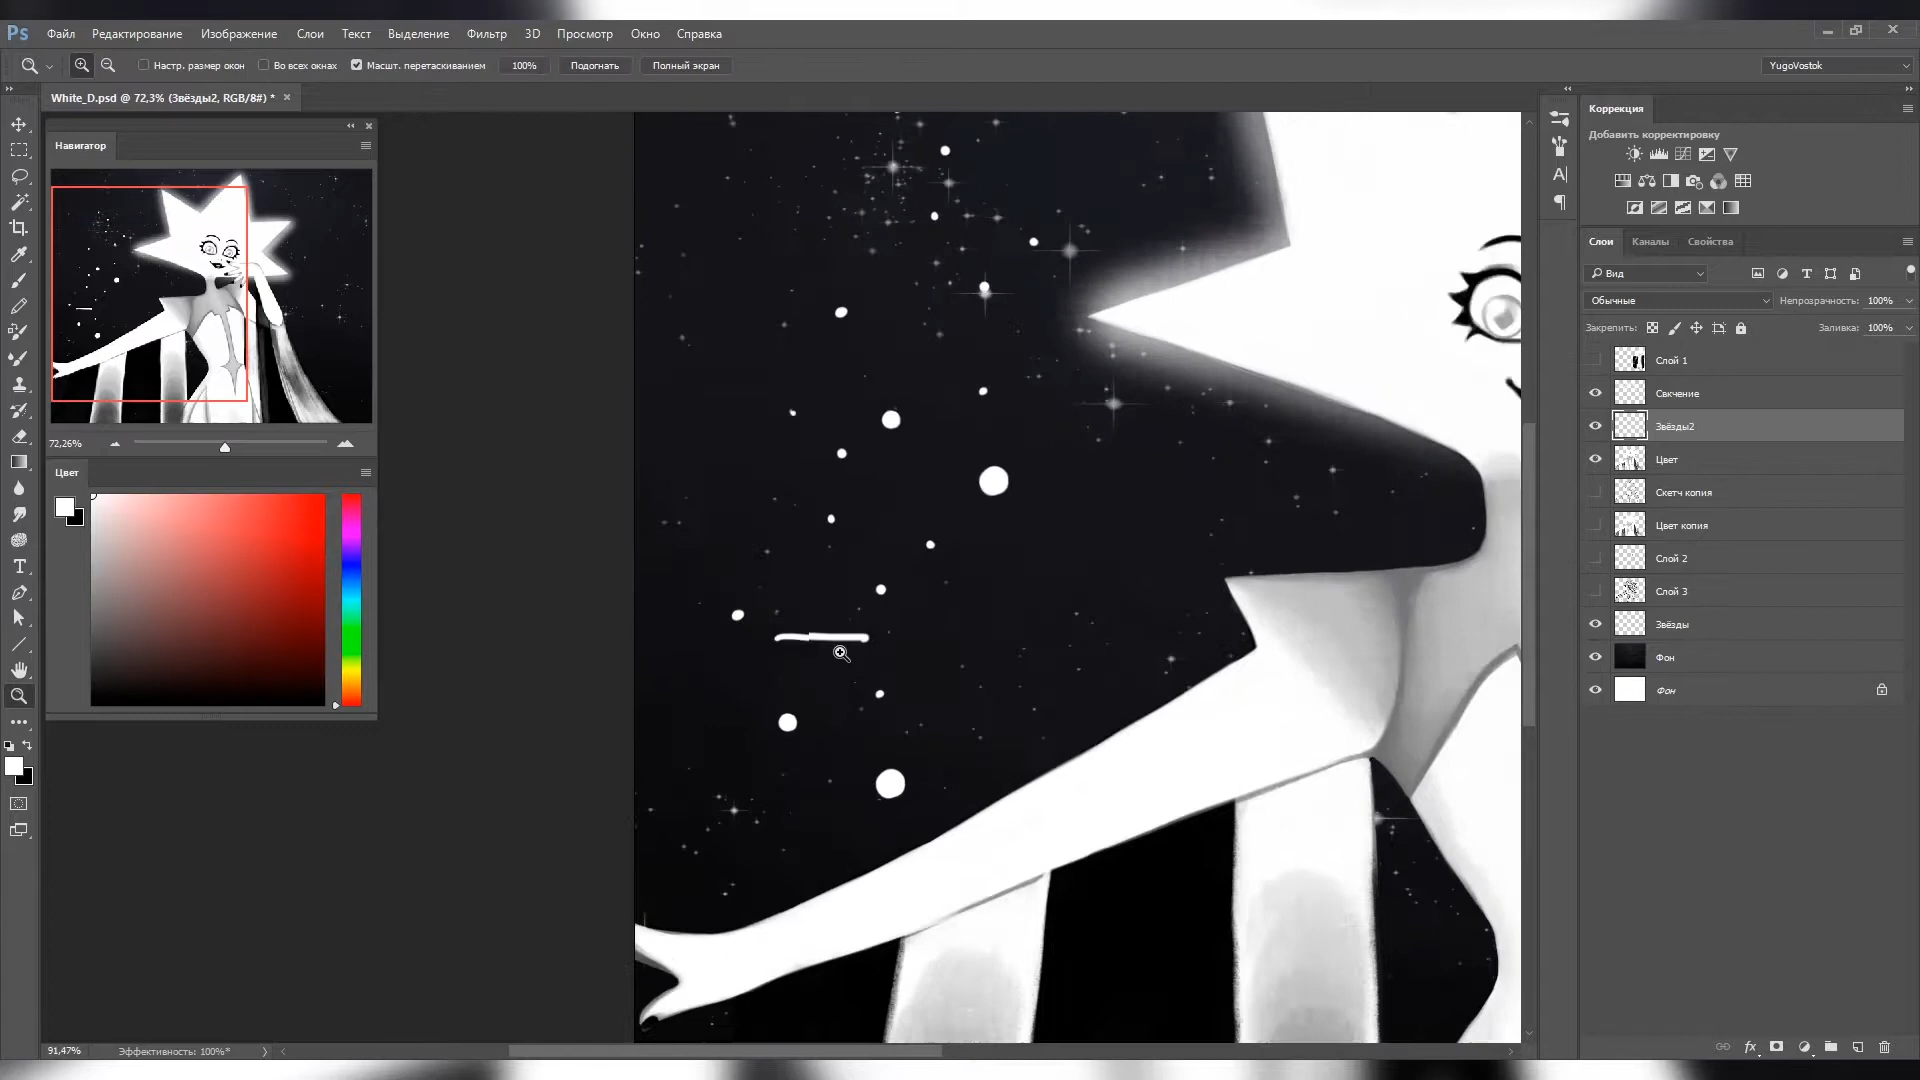 Ps Файл Редактирование Изображение Слои Текст Выделение Фильтр 3D Просмотр Окно Справка
Настр. размер окон Во всех окнах Масшт. перетаскиванием 100% Подогнать Полный экран YugoVostok
White_D.psd @ 72,3% (Звёзды2, RGB/8#) *
Навигатор
72,26%
Цвет
91,47% Эффективность: 100%*
Коррекция
Добавить корректировку
Слои Каналы Свойства
Вид
Обычные Непрозрачность: 100%
Закрепить: Заливка: 100%
Слой 1
Свкчение
Звёзды2
Цвет
Скетч копия
Цвет копия
Слой 2
Слой 3
Звёзды
Фон
Фон
fx